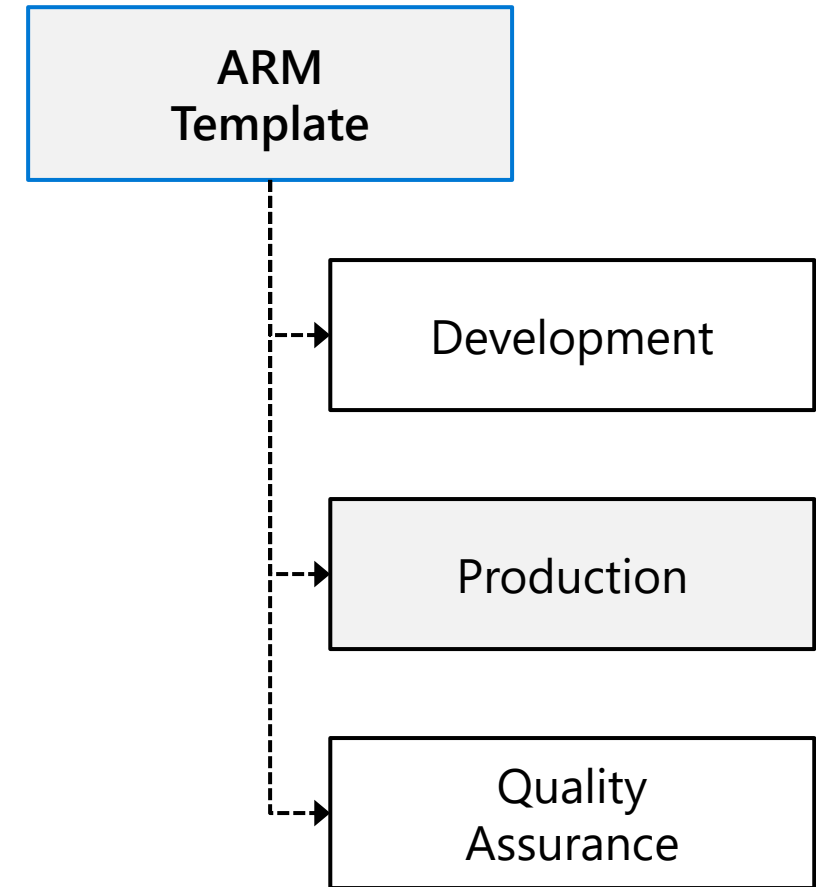 ARM
Template
Development
Production
Quality
Assurance